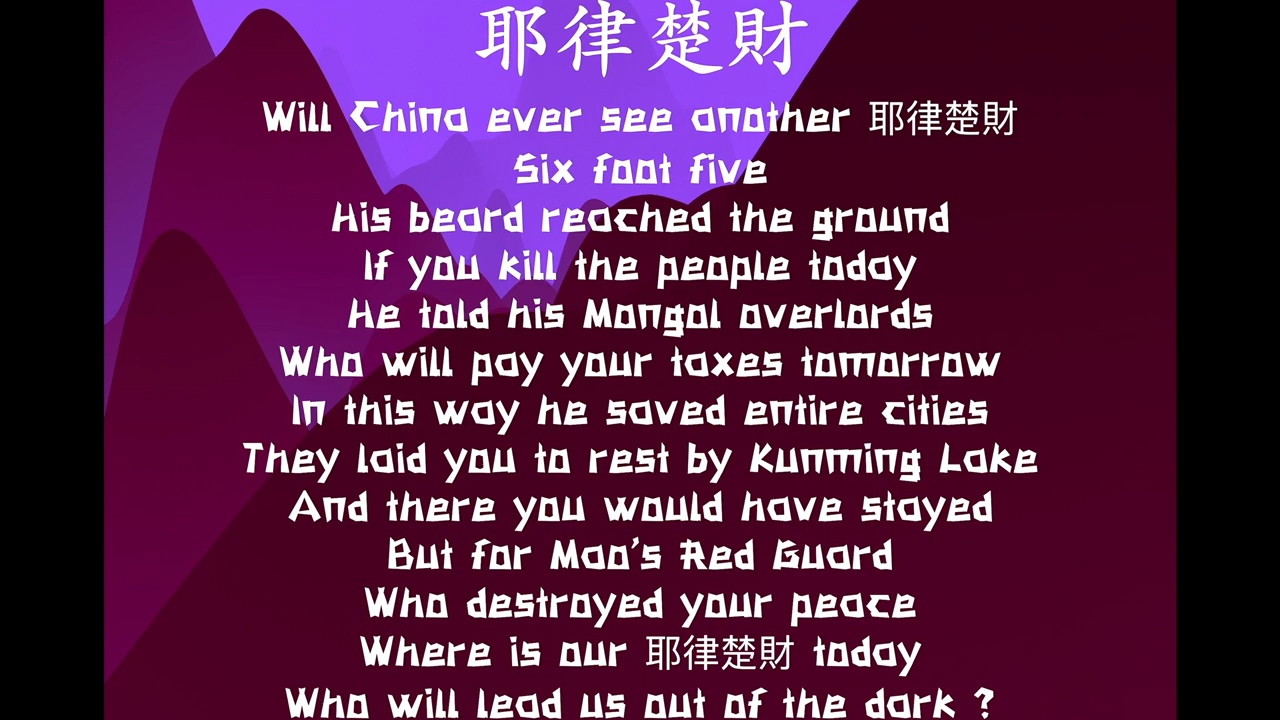 耶律楚財
Will China ever see another 耶律楚財
Six foot five
His beard reached the ground
If you kill the people today
He told his Mongol overlords
Who will pay your taxes tomorrow
In this way he saved entire cities
They laid you to rest by Kunming Lake
And there you would have stayed
But for Mao's Red Guard
Who destroyed your peace
Where is our 耶律楚財 today
Who will lead us out of the dark ?